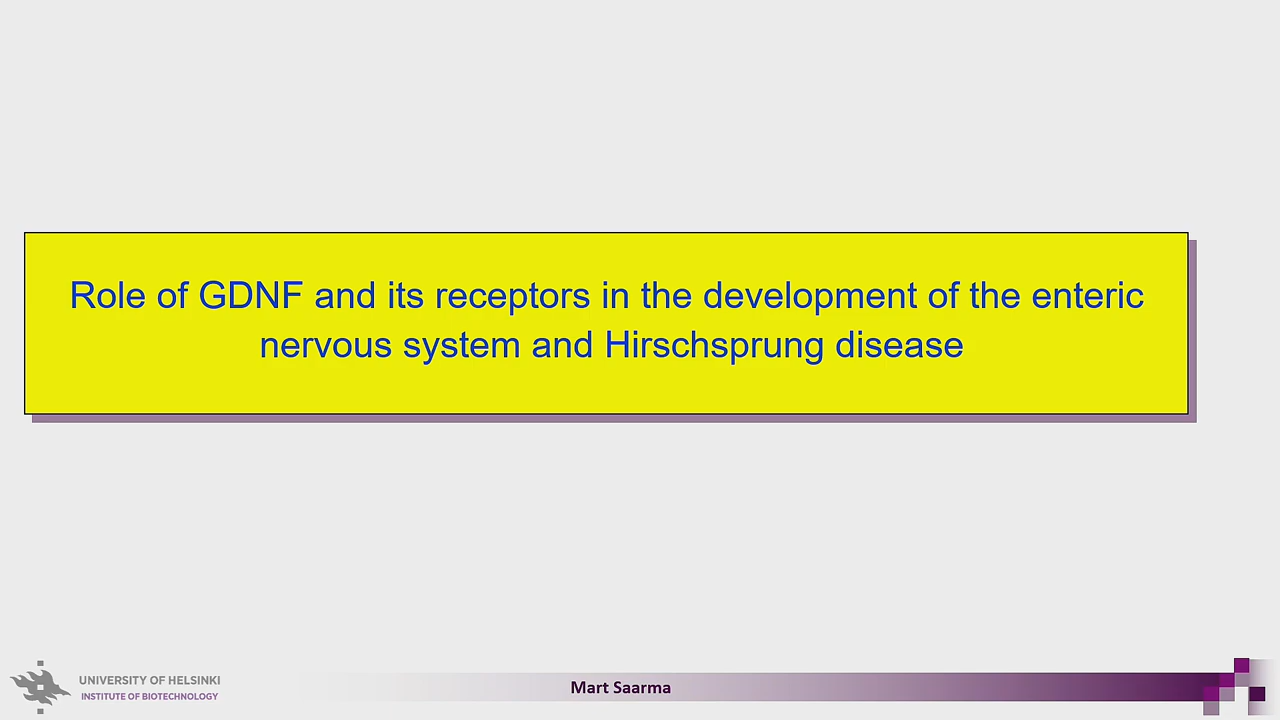 Role of GDNF and its receptors in the development of the enteric
nervous system and Hirschsprung disease
UNIVERSITY OF HELSINKI
INSTITUTE OF BIOTECHNOLOGY
Mart Saarma